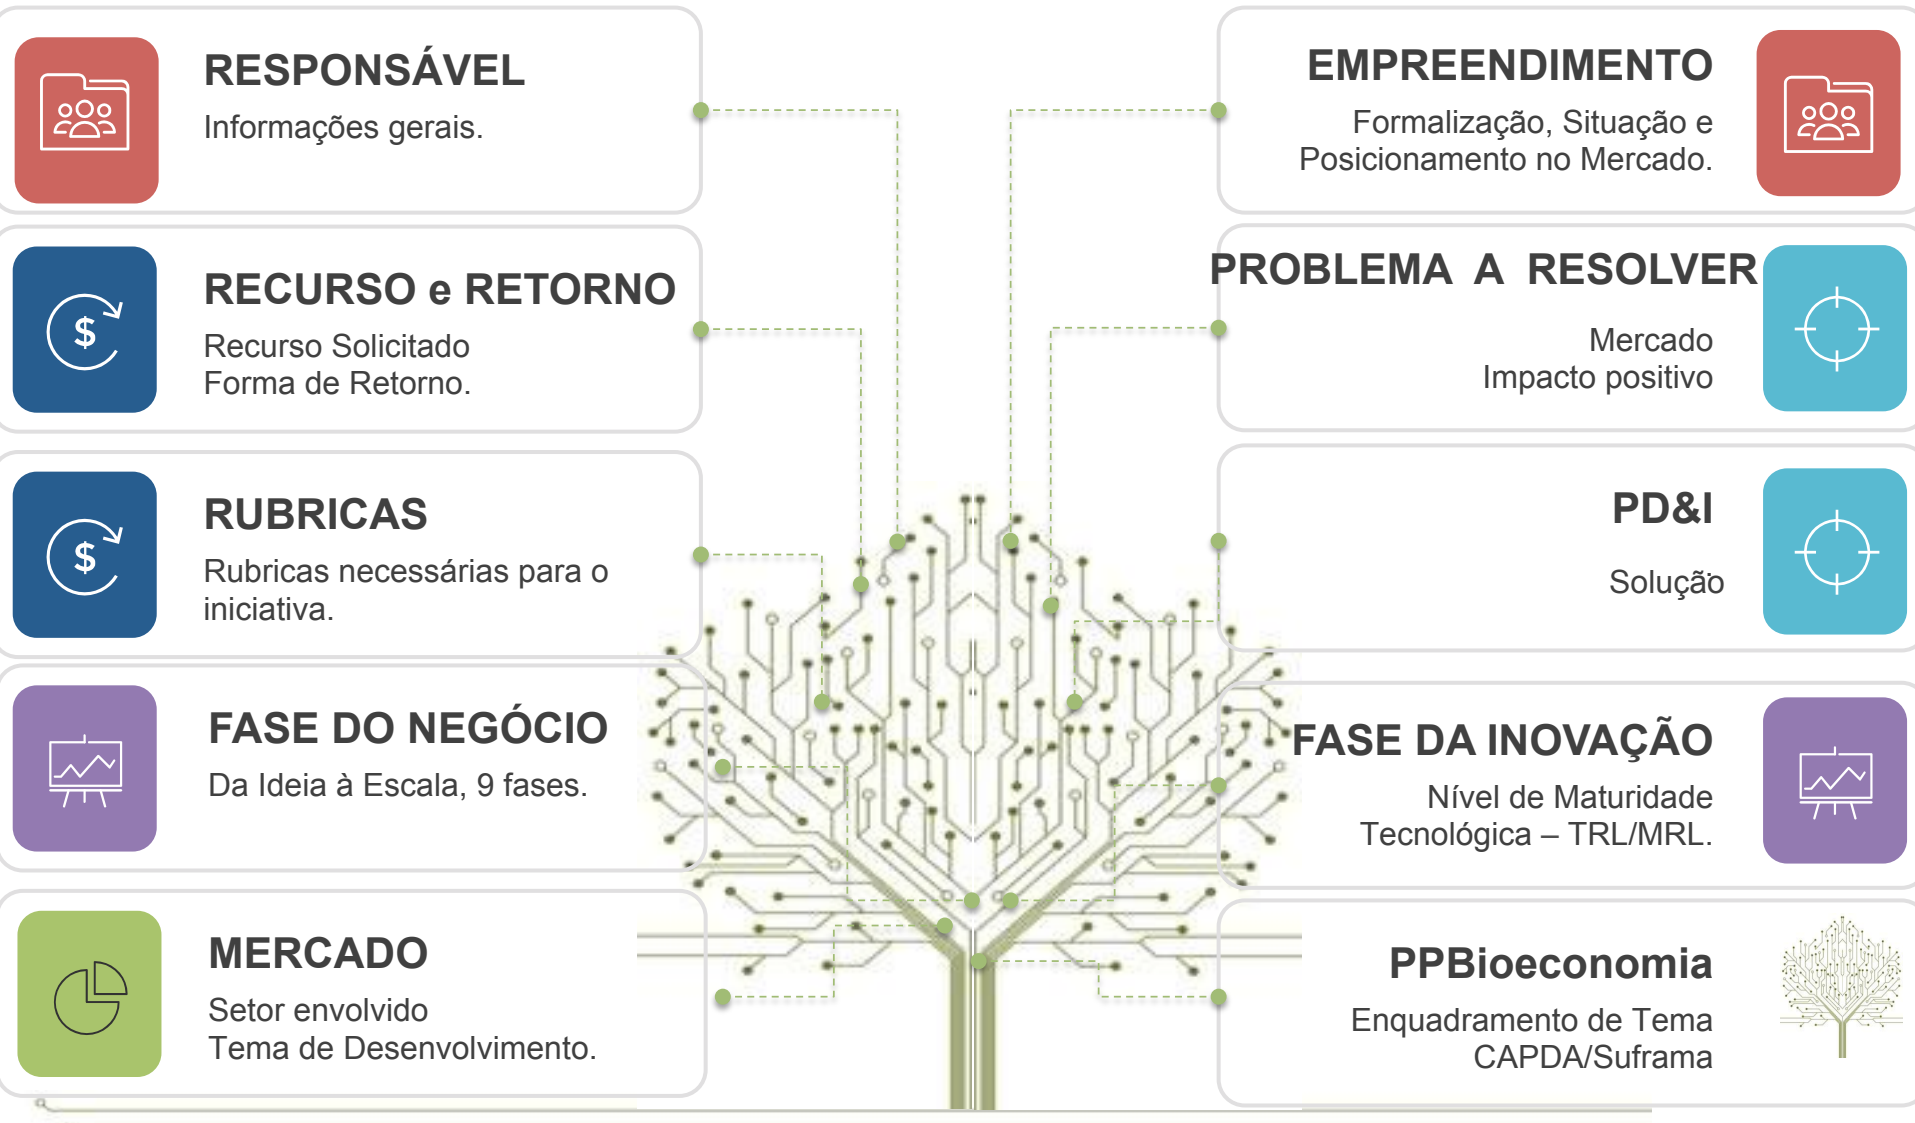 RESPONSÁVEL
Informações gerais.
RECURSO e RETORNO
Recurso Solicitado
Forma de Retorno.
RUBRICAS
Rubricas necessárias para o
iniciativa.
FASE DO NEGÓCIO
Da Ideia à Escala, 9 fases.
MERCADO
Setor envolvido
Tema de Desenvolvimento.
EMPREENDIMENTO
Formalização, Situação e
Posicionamento no Mercado.
PROBLEMA A RESOLVER
Mercado
Impacto positivo
PD&I
Solução
FASE DA INOVAÇÃO
Nível de Maturidade
Tecnológica – TRL/MRL.
PPBioeconomia
Enquadramento de Tema
CAPDA/Suframa
$
$